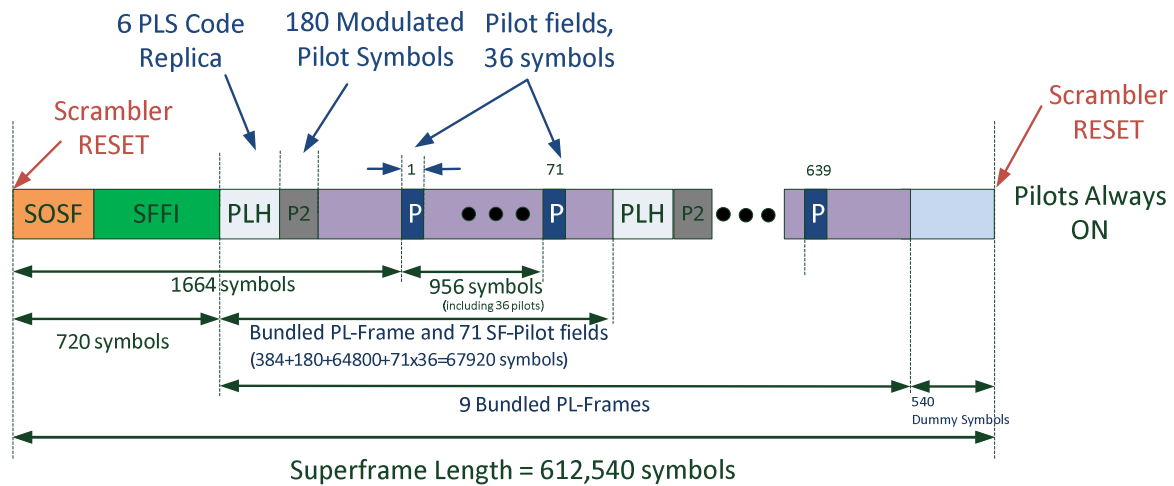 6 PLS Code
Replica
180 Modulated
Pilot Symbols
Pilot fields,
36 symbols
Scrambler
RESET
Scrambler
RESET
1
71
639
SOSF
SFFI
PLH
P2
P
P
PLH
P2
P
Pilots Always
ON
1664 symbols
956 symbols
(including 36 pilots)
720 symbols
Bundled PL-Frame and 71 SF-Pilot fields
(384+180+64800+71x36=67920 symbols)
9 Bundled PL-Frames
540
Dummy Symbols
Superframe Length = 612,540 symbols